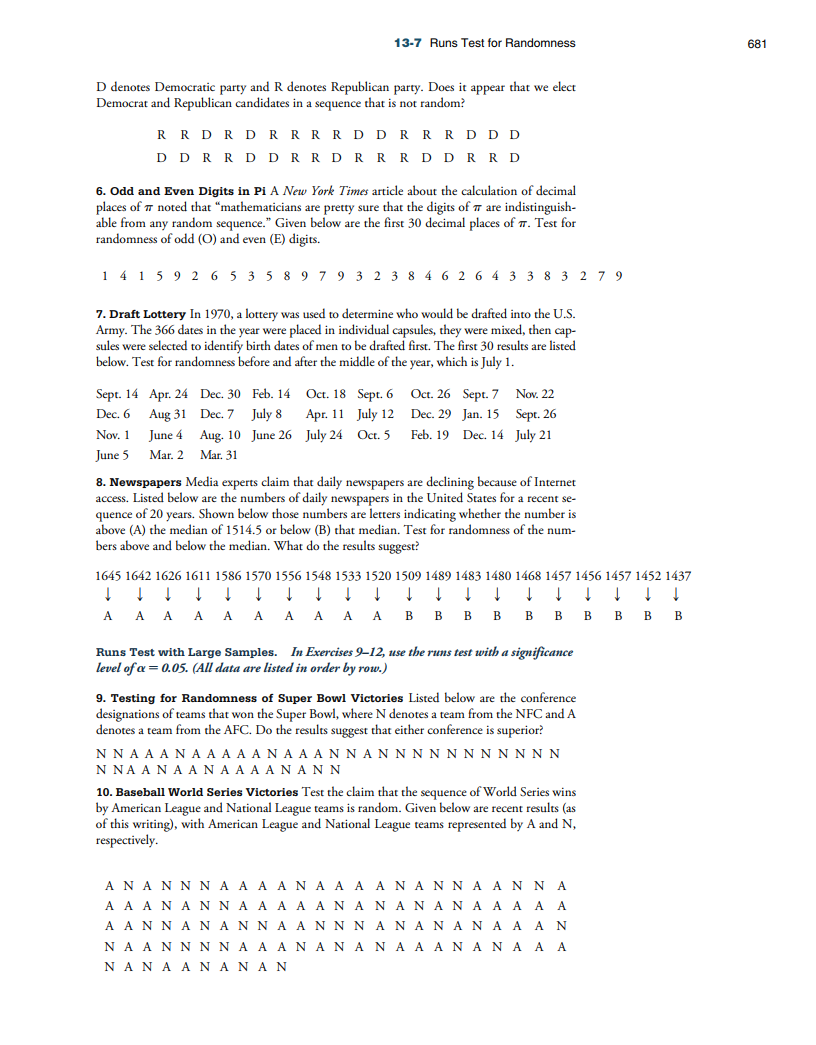 13-7 Runs Test for Randomness 681
D denotes Democratic party and R denotes Republican party. Does it appear that we elect
Democrat and Republican candidates in a sequence that is not random?
R R D R D R R R R D D R R R D D D
D D R R D D R R D R R R D D R R D
6. Odd and Even Digits in Pi A New York Times article about the calculation of decimal
places of π noted that “mathematicians are pretty sure that the digits of π are indistinguish-
able from any random sequence.” Given below are the first 30 decimal places of π. Test for
randomness of odd (O) and even (E) digits.
1 4 1 5 9 2 6 5 3 5 8 9 7 9 3 2 3 8 4 6 2 6 4 3 3 8 3 2 7 9
7. Draft Lottery In 1970, a lottery was used to determine who would be drafted into the U.S.
Army. The 366 dates in the year were placed in individual capsules, they were mixed, then cap-
sules were selected to identify birth dates of men to be drafted first. The first 30 results are listed
below. Test for randomness before and after the middle of the year, which is July 1.
Sept. 14 Apr. 24 Dec. 30 Feb. 14 Oct. 18 Sept. 6 Oct. 26 Sept. 7 Nov. 22
Dec. 6 Aug 31 Dec. 7 July 8 Apr. 11 July 12 Dec. 29 Jan. 15 Sept. 26
Nov. 1 June 4 Aug. 10 June 26 July 24 Oct. 5 Feb. 19 Dec. 14 July 21
June 5 Mar. 2 Mar. 31
8. Newspapers Media experts claim that daily newspapers are declining because of Internet
access. Listed below are the numbers of daily newspapers in the United States for a recent se-
quence of 20 years. Shown below those numbers are letters indicating whether the number is
above (A) the median of 1514.5 or below (B) that median. Test for randomness of the num-
bers above and below the median. What do the results suggest?
1645 1642 1626 1611 1586 1570 1556 1548 1533 1520 1509 1489 1483 1480 1468 1457 1456 1457 1452 1437
↓ ↓ ↓ ↓ ↓ ↓ ↓ ↓ ↓ ↓ ↓ ↓ ↓ ↓ ↓ ↓ ↓ ↓ ↓ ↓
A A A A A A A A A A B B B B B B B B B B
Runs Test with Large Samples. In Exercises 9–12, use the runs test with a significance
level of α = 0.05. (All data are listed in order by row.)
9. Testing for Randomness of Super Bowl Victories Listed below are the conference
designations of teams that won the Super Bowl, where N denotes a team from the NFC and A
denotes a team from the AFC. Do the results suggest that either conference is superior?
N N A A A N A A A A A N A A A N N A N N N N N N N N N N N
N NA A N A A N A A A A N A N N
10. Baseball World Series Victories Test the claim that the sequence of World Series wins
by American League and National League teams is random. Given below are recent results (as
of this writing), with American League and National League teams represented by A and N,
respectively.
A N A N N N A A A A N A A A A N A N N A A N N A
A A A N A N N A A A A A N A N A N A N A A A A A
A A N N A N A N N A A N N N A N A N A N A A A N
N A A N N N N A A A N A N A N A A A N A N A A A
N A N A A N A N A N